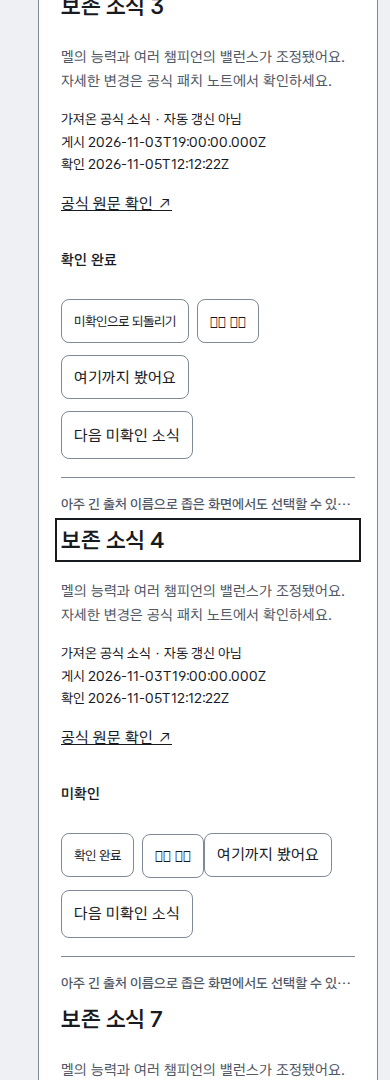 보존 소식 3
멜의 능력과 여러 챔피언의 밸런스가 조정됐어요.
자세한 변경은 공식 패치 노트에서 확인하세요.
가져온 공식 소식 · 자동 갱신 아님
게시 2026-11-03T19:00:00.000Z
확인 2026-11-05T12:12:22Z
공식 원문 확인 ↗
확인 완료
미확인으로 되돌리기
여기까지 봤어요
다음 미확인 소식
아주 긴 출처 이름으로 좁은 화면에서도 선택할 수 있…
보존 소식 4
멜의 능력과 여러 챔피언의 밸런스가 조정됐어요.
자세한 변경은 공식 패치 노트에서 확인하세요.
가져온 공식 소식 · 자동 갱신 아님
게시 2026-11-03T19:00:00.000Z
확인 2026-11-05T12:12:22Z
공식 원문 확인 ↗
미확인
확인 완료 여기까지 봤어요
다음 미확인 소식
아주 긴 출처 이름으로 좁은 화면에서도 선택할 수 있…
보존 소식 7
멜의 능력과 여러 챔피언의 밸런스가 조정됐어요.